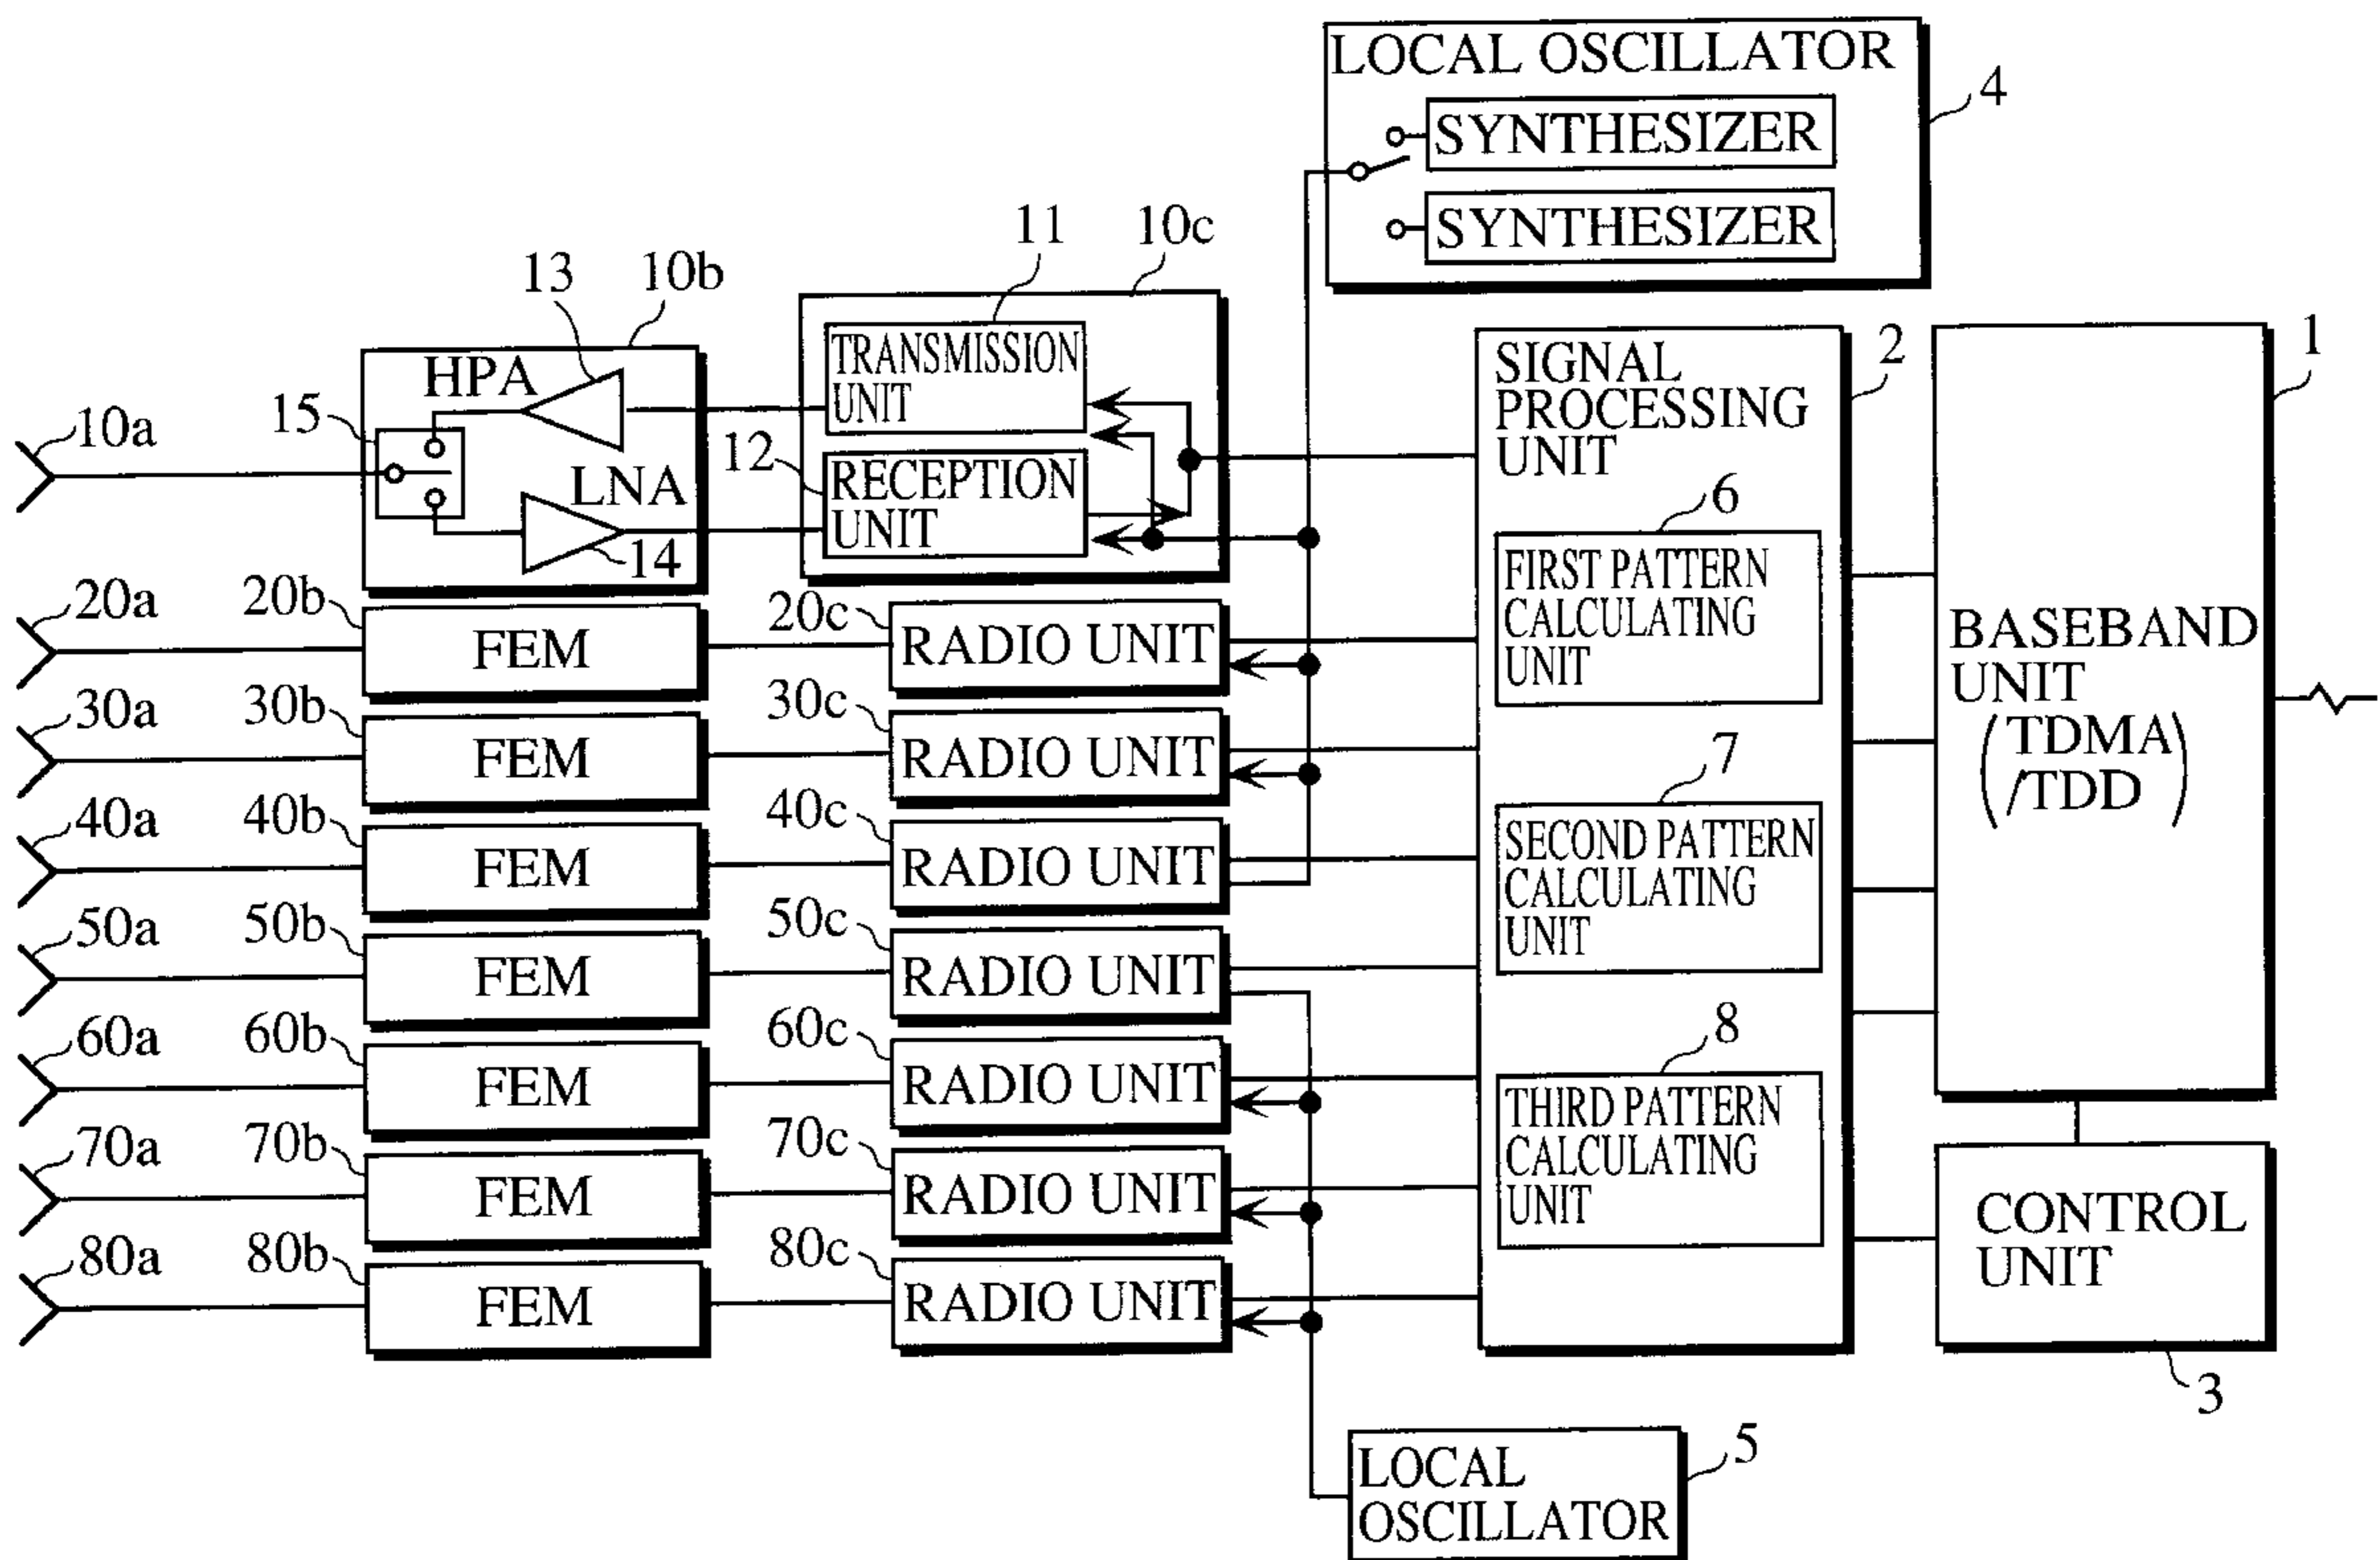 LOCAL OSCILLATOR
4
SYNTHESIZER
SYNTHESIZER
11
10c
13
10b
TRANSMISSION
UNIT
HPA
15
10a
12
RECEPTION
UNIT
LNA
14
SIGNAL
PROCESSING
UNIT
2
1
6
FIRST PATTERN
CALCULATING
UNIT
BASEBAND
UNIT
(TDMA
/TDD)
7
SECOND PATTERN
CALCULATING
UNIT
8
THIRD PATTERN
CALCULATING
UNIT
CONTROL
UNIT
3
20a
20b
FEM
20c
RADIO UNIT
30a
30b
FEM
30c
RADIO UNIT
40a
40b
FEM
40c
RADIO UNIT
50a
50b
FEM
50c
RADIO UNIT
60a
60b
FEM
60c
RADIO UNIT
70a
70b
FEM
70c
RADIO UNIT
80a
80b
FEM
80c
RADIO UNIT
LOCAL
OSCILLATOR
5